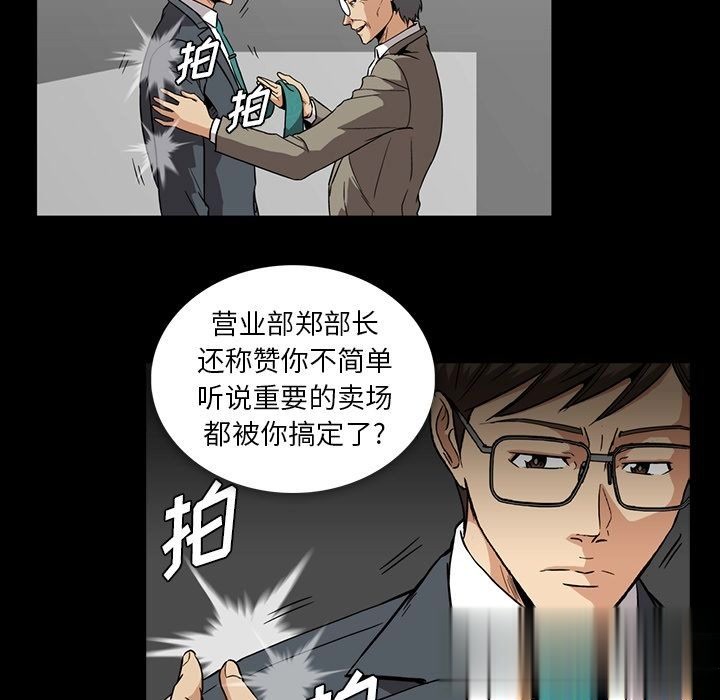 拍
拍
营业部郑部长
还称赞你不简单
听说重要的卖场
都被你搞定了?
拍
拍